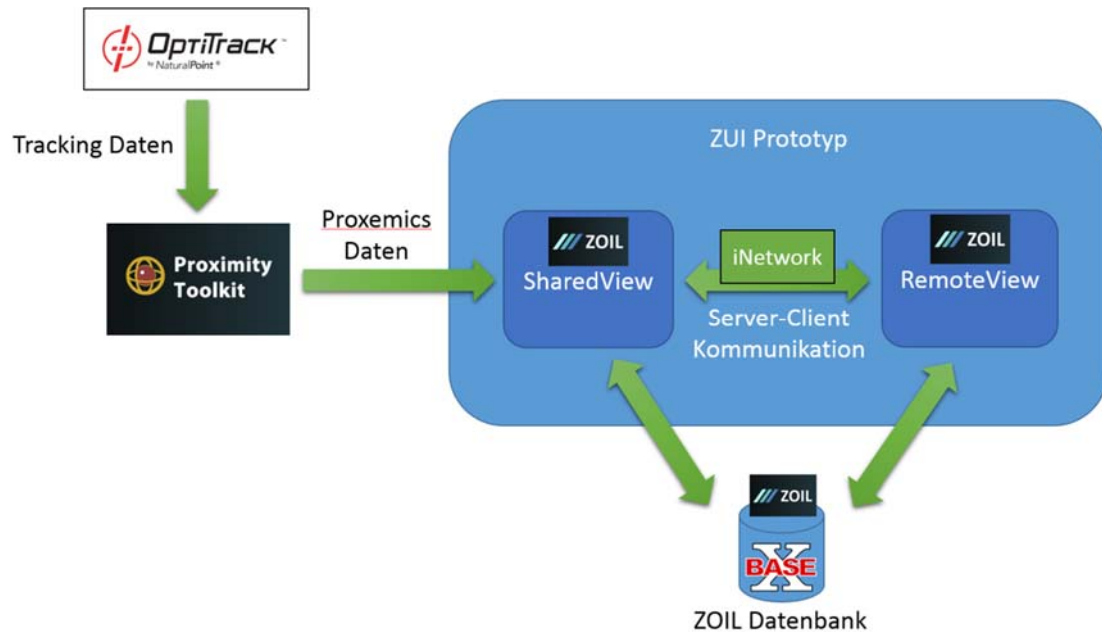 OptiTrack™
by NaturalPoint®
Tracking Daten
ZUI Prototyp
Proximity
Toolkit
Proxemics
Daten
ZOIL
SharedView
iNetwork
Server-Client
Kommunikation
ZOIL
RemoteView
ZOIL
X
BASE
ZOIL Datenbank